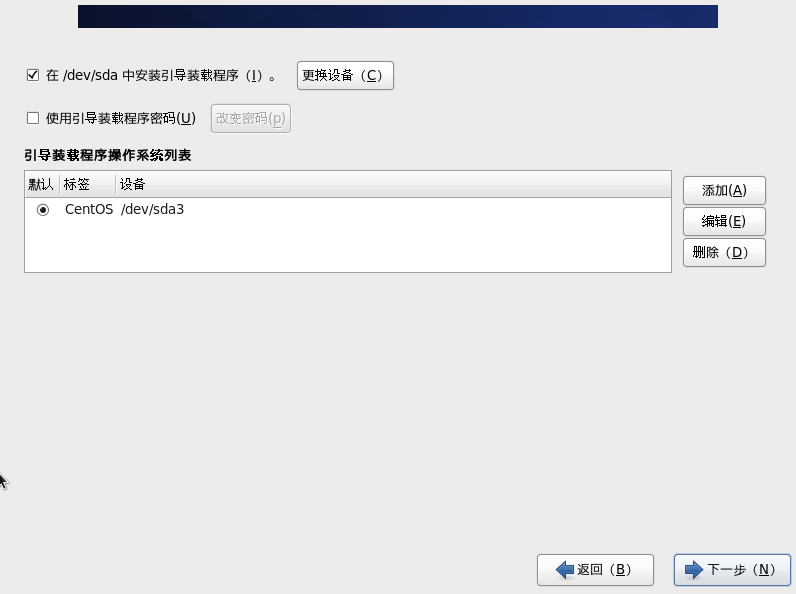 在 /dev/sda 中安装引导装载程序（I）。 更换设备（C）
使用引导装载程序密码(U) 改变密码(p)
引导装载程序操作系统列表
默认 标签 设备
CentOS /dev/sda3
添加(A)
编辑(E)
删除（D）
返回（B） 下一步（N）